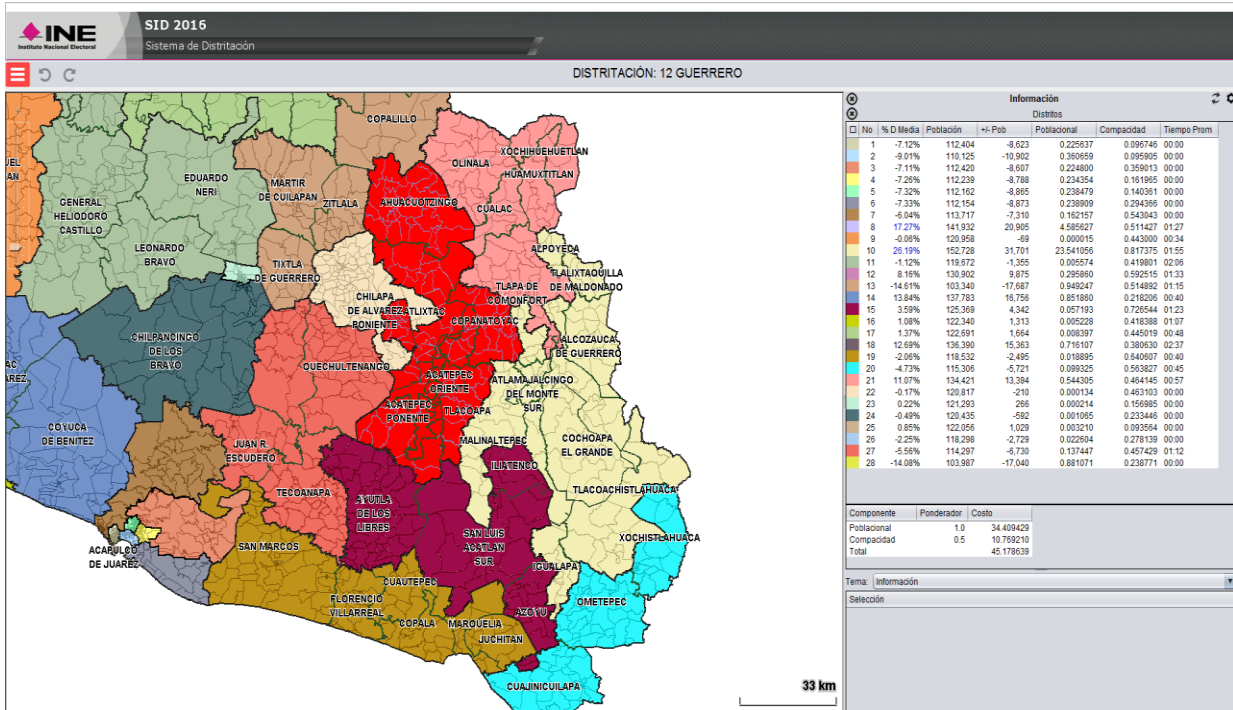 INE
Instituto Nacional Electoral
SID 2016
Sistema de Distritación
DISTRITACIÓN: 12 GUERRERO
COPALILLO
XOCHIHUEHUETLAN
OLINALA
HUAMUXTITLAN
EDUARDO
NERI
MARTIR
DE CUILAPAN
ZITLALA
AHUACUOTZINGO
CUALAC
GENERAL
HELIODORO
CASTILLO
LEONARDO
BRAVO
TIXTLA
DE GUERRERO
ALPOYECA
TLALIXTAQUILLA
DE MALDONADO
TLAPA DE
COMONFORT
CHILAPA
DE ALVAREZ
PONIENTE
ATLIXTAC
COPANATOYAC
CHILPANCINGO
DE LOS
BRAVO
ALCOZAUCA
DE GUERRERO
QUECHULTENANGO
ACATEPEC
ORIENTE
ATLAMAJALCINGO
DEL MONTE
SUR
ACATEPEC
PONENTE
TLACOAPA
COYUCA
DE BENITEZ
JUAN R.
ESCUDERO
MALINALTEPEC
COCHOAPA
EL GRANDE
ILIATENCO
TECOANAPA
AYUTLA
DE LOS
LIBRES
TLACOACHISTLAHUACA
SAN LUIS
ACATLAN
SUR
XOCHISTLAHUACA
ACAPULCO
DE JUAREZ
SAN MARCOS
IGUALAPA
CUAUTEPEC
FLORENCIO
VILLARREAL
AZOYU
OMETEPEC
COPALA
MARQUELIA
JUCHITAN
CUAJINICUILAPA
33 km
Información
Distritos
No % D Media Población +/- Pob Poblacional Compacidad Tiempo Prom
1 -7.12% 112,404 -8,623 0.225637 0.096746 00:00
2 -9.01% 110,125 -10,902 0.360659 0.095905 00:00
3 -7.11% 112,420 -8,607 0.224800 0.359013 00:00
4 -7.26% 112,239 -8,788 0.234354 0.161965 00:00
5 -7.32% 112,162 -8,865 0.238479 0.140361 00:00
6 -7.33% 112,154 -8,873 0.238909 0.294366 00:00
7 -6.04% 113,717 -7,310 0.162157 0.543043 00:00
8 17.27% 141,932 20,905 4.585627 0.511427 01:27
9 -0.06% 120,958 -69 0.000015 0.443000 00:34
10 26.19% 152,728 31,701 23.541056 0.817375 01:55
11 -1.12% 119,672 -1,355 0.005574 0.419801 02:06
12 8.16% 130,902 9,875 0.295860 0.592515 01:33
13 -14.61% 103,340 -17,687 0.949247 0.514892 01:15
14 13.84% 137,783 16,756 0.851860 0.218206 00:40
15 3.59% 125,369 4,342 0.057193 0.726544 01:23
16 1.08% 122,340 1,313 0.005228 0.418388 01:07
17 1.37% 122,691 1,664 0.008397 0.445019 00:48
18 12.69% 136,390 15,363 0.716107 0.380630 02:37
19 -2.06% 118,532 -2,495 0.018895 0.640607 00:40
20 -4.73% 115,306 -5,721 0.099325 0.563827 00:45
21 11.07% 134,421 13,394 0.544305 0.464145 00:57
22 -0.17% 120,817 -210 0.000134 0.463103 00:00
23 0.22% 121,293 266 0.000214 0.156985 00:00
24 -0.49% 120,435 -592 0.001065 0.233446 00:00
25 0.85% 122,056 1,029 0.003210 0.093564 00:00
26 -2.25% 118,298 -2,729 0.022604 0.278139 00:00
27 -5.56% 114,297 -6,730 0.137447 0.457429 01:12
28 -14.08% 103,987 -17,040 0.881071 0.238771 00:00
Componente Ponderador Costo
Poblacional 1.0 34.409429
Compacidad 0.5 10.769210
Total 45.178639
Tema: Información
Selección